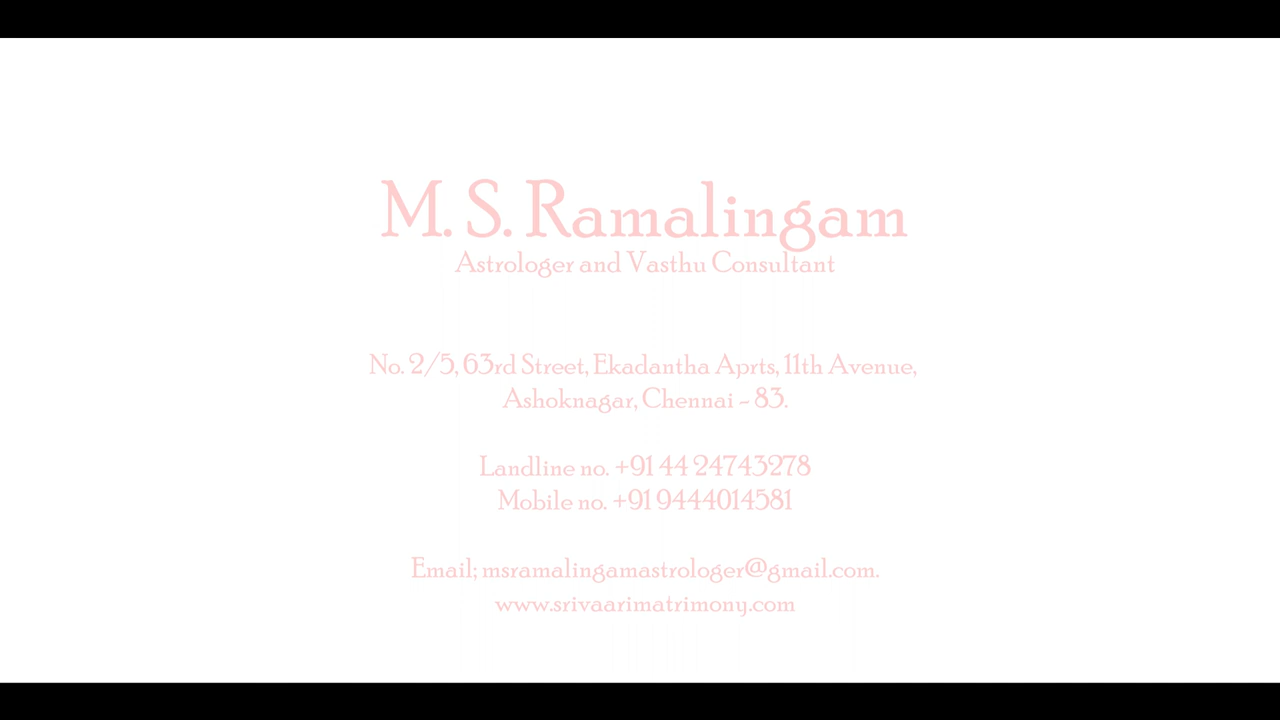 M. S. Ramalingam
Astrologer and Vasthu Consultant
No. 2/5, 63rd Street, Ekadantha Aprts, 11th Avenue,
Ashoknagar, Chennai - 83.
Landline no. +91 44 24743278
Mobile no. +91 9444014581
Email; msramalingamastrologer@gmail.com.
www.srivaarimatrimony.com